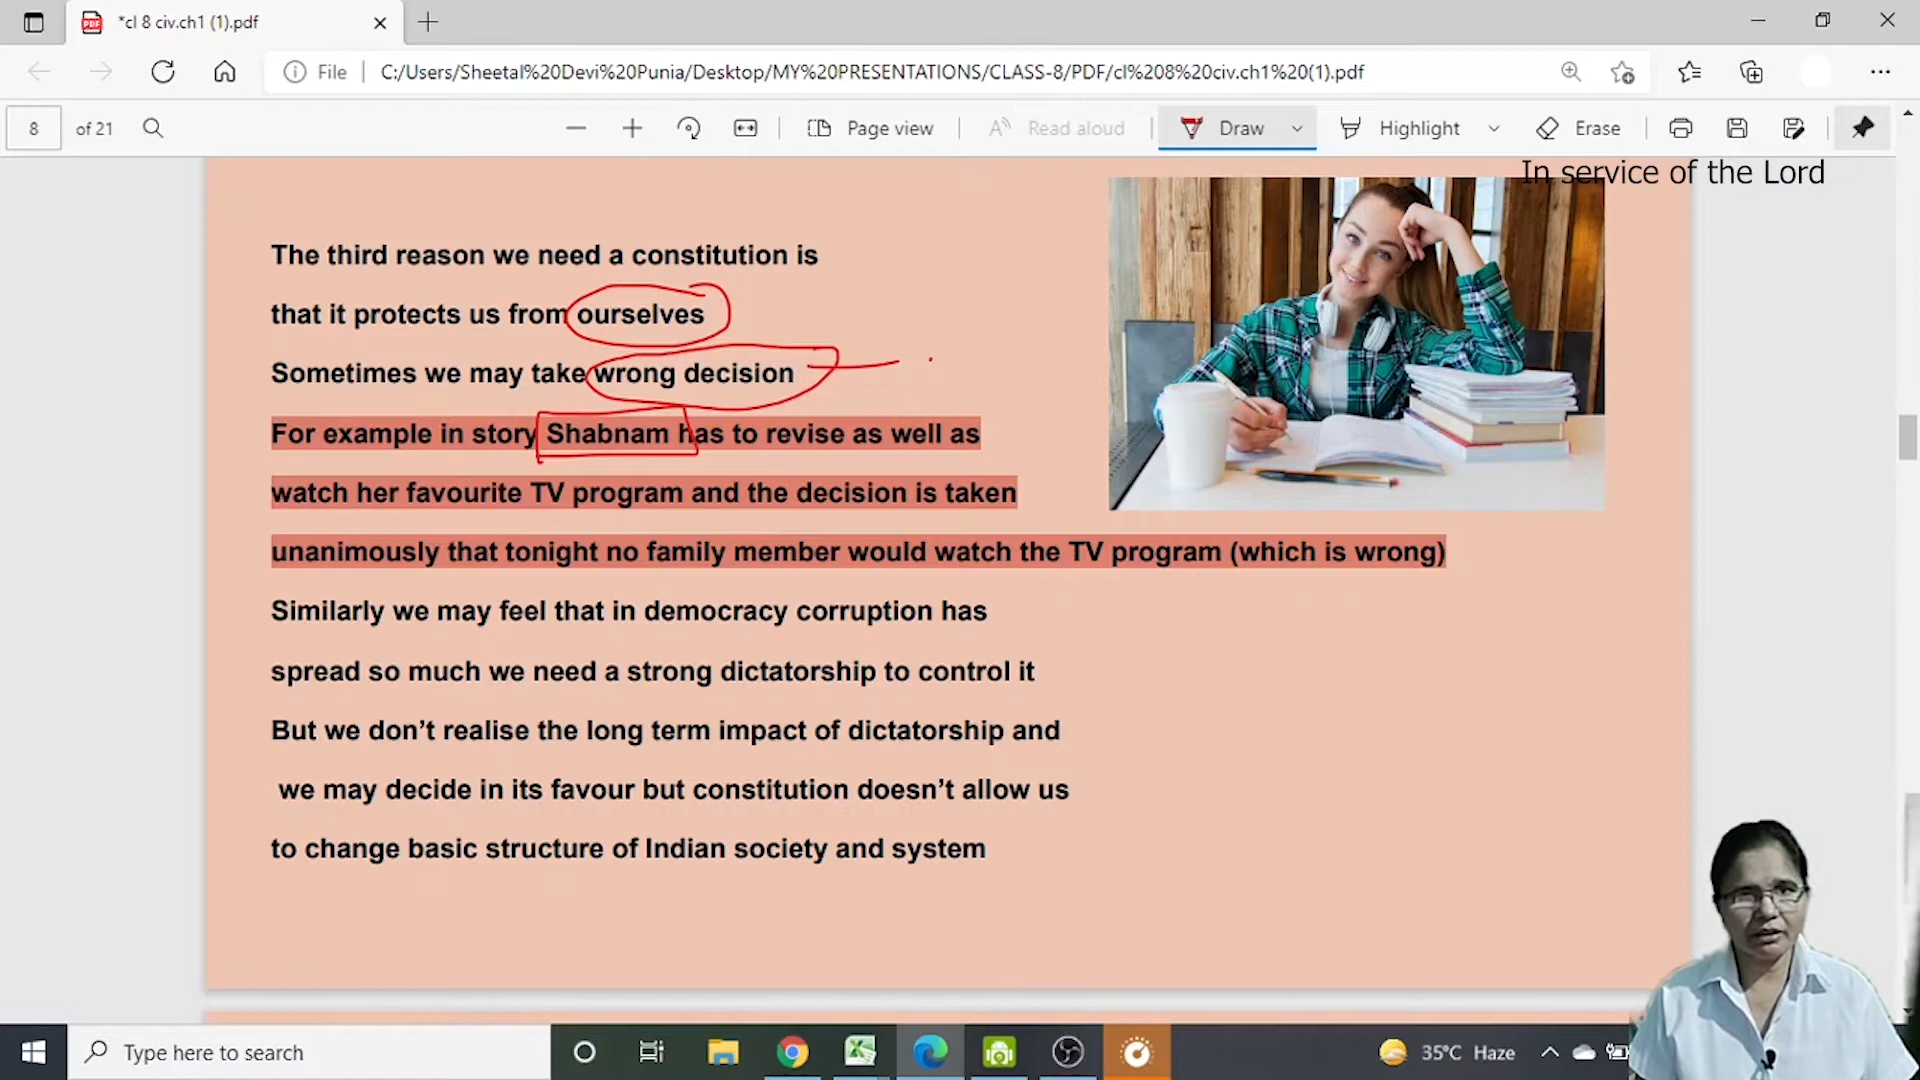 *cl 8 civ.ch1 (1).pdf
File
C:/Users/Sheetal%20Devi%20Punia/Desktop/MY%20PRESENTATIONS/CLASS-8/PDF/cl%208%20civ.ch1%20(1).pdf
8 of 21
Page view
Read aloud
Draw
Highlight
Erase
In service of the Lord
The third reason we need a constitution is
that it protects us from ourselves
Sometimes we may take wrong decision
For example in story Shabnam has to revise as well as
watch her favourite TV program and the decision is taken
unanimously that tonight no family member would watch the TV program (which is wrong)
Similarly we may feel that in democracy corruption has
spread so much we need a strong dictatorship to control it
But we don’t realise the long term impact of dictatorship and
we may decide in its favour but constitution doesn’t allow us
to change basic structure of Indian society and system
Type here to search
35°C Haze